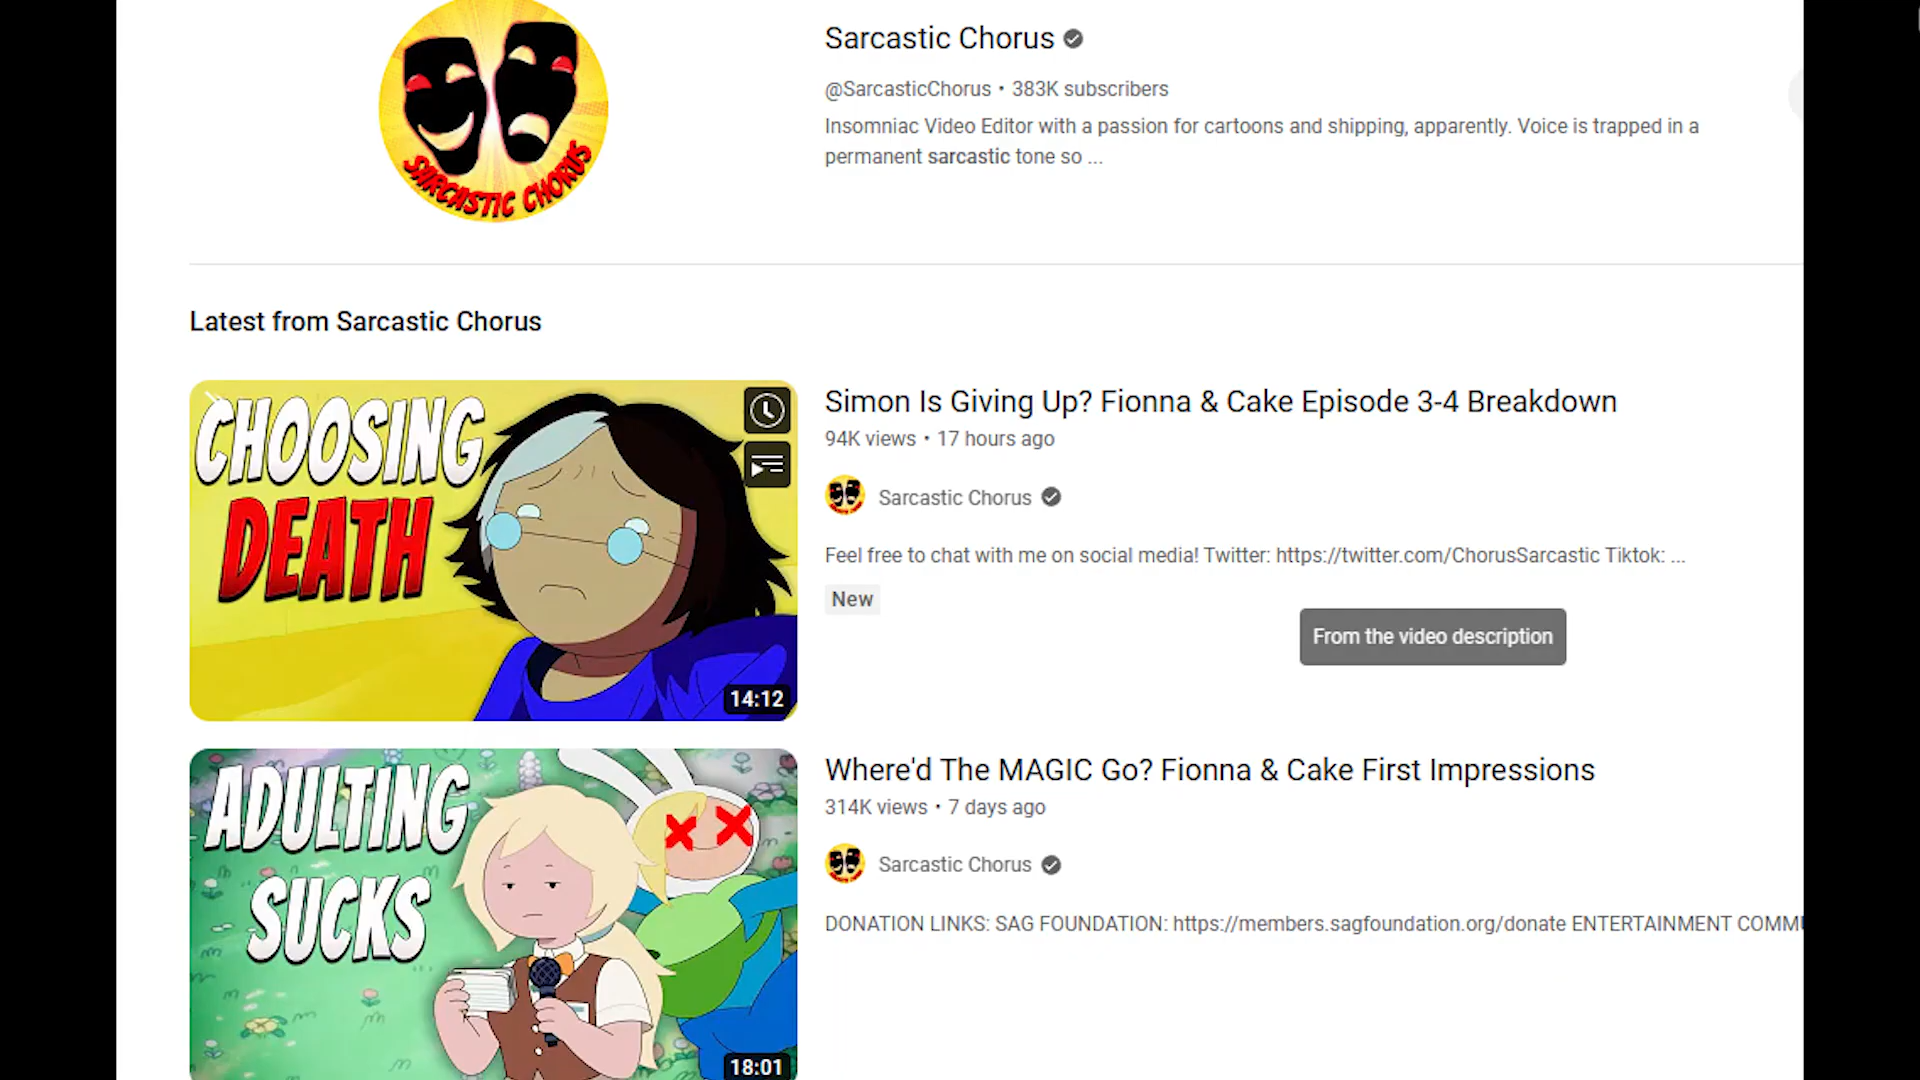 SARCASTIC CHORUS
Sarcastic Chorus
@SarcasticChorus • 383K subscribers
Insomniac Video Editor with a passion for cartoons and shipping, apparently. Voice is trapped in a
permanent sarcastic tone so ...
Latest from Sarcastic Chorus
CHOOSING
DEATH
14:12
Simon Is Giving Up? Fionna & Cake Episode 3-4 Breakdown
94K views • 17 hours ago
Sarcastic Chorus
Feel free to chat with me on social media! Twitter: https://twitter.com/ChorusSarcastic Tiktok: ...
New
From the video description
ADULTING
SUCKS
18:01
Where'd The MAGIC Go? Fionna & Cake First Impressions
314K views • 7 days ago
Sarcastic Chorus
DONATION LINKS: SAG FOUNDATION: https://members.sagfoundation.org/donate ENTERTAINMENT COMM